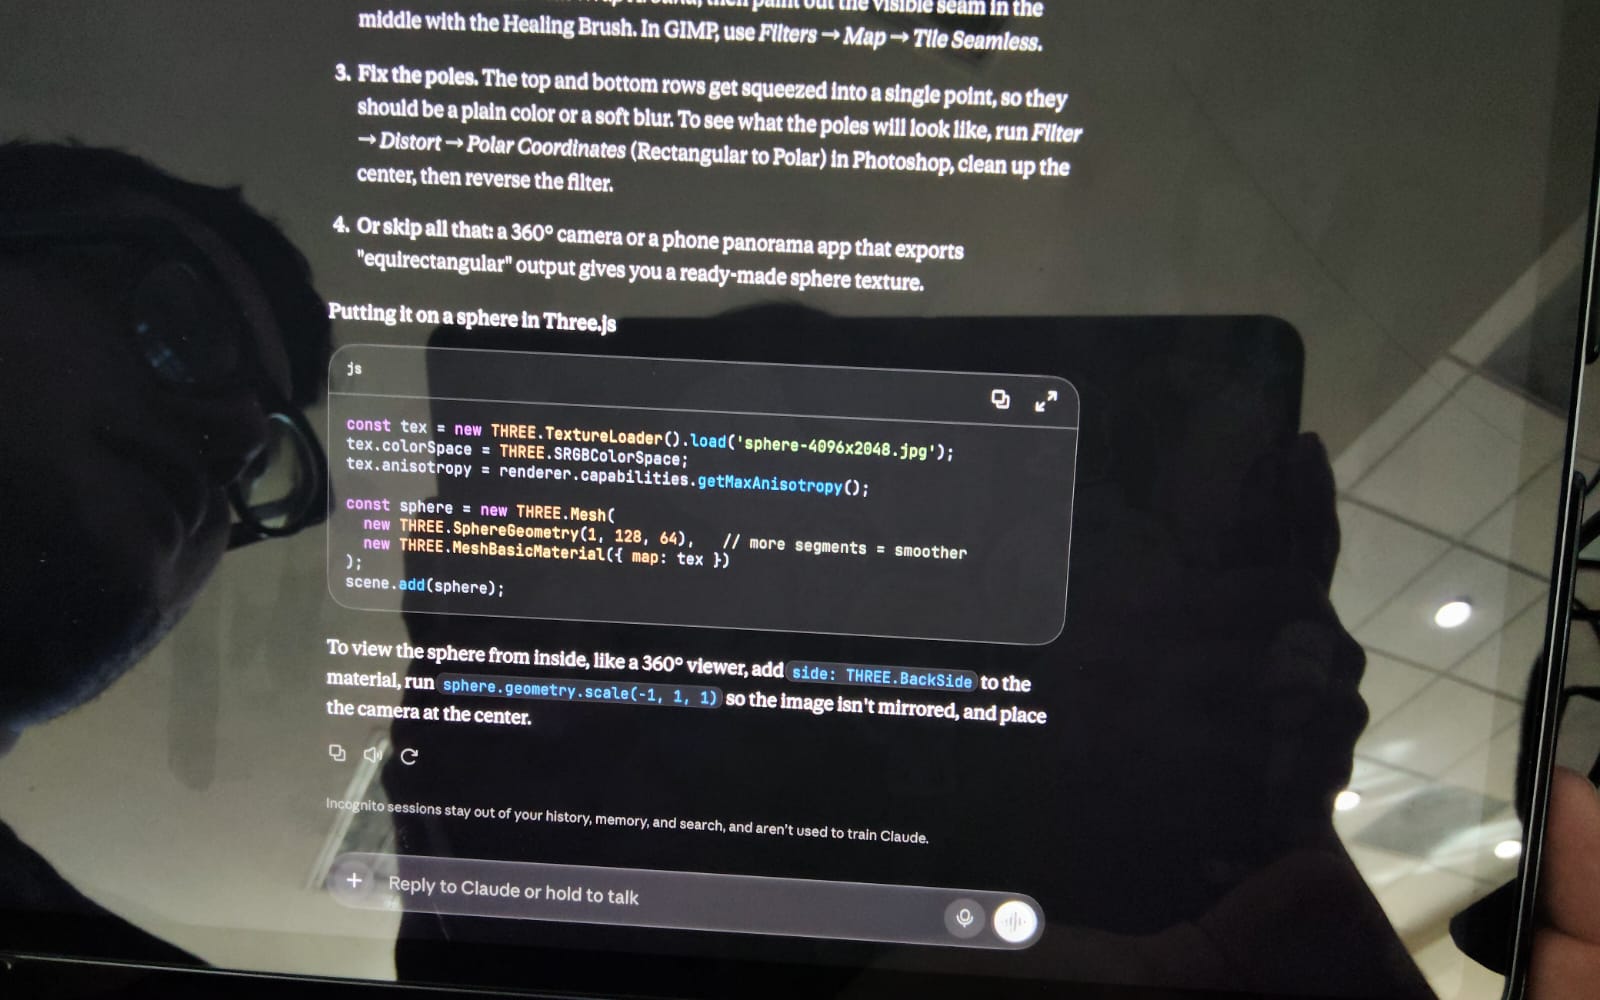 then paint out the visible seam in the
middle with the Healing Brush. In GIMP, use Filters → Map → Tile Seamless.
3. Fix the poles. The top and bottom rows get squeezed into a single point, so they
should be a plain color or a soft blur. To see what the poles will look like, run Filter
→ Distort → Polar Coordinates (Rectangular to Polar) in Photoshop, clean up the
center, then reverse the filter.
4. Or skip all that: a 360° camera or a phone panorama app that exports
"equirectangular" output gives you a ready-made sphere texture.
Putting it on a sphere in Three.js
js
const tex = new THREE.TextureLoader().load('sphere-4096x2048.jpg');
tex.colorSpace = THREE.SRGBColorSpace;
tex.anisotropy = renderer.capabilities.getMaxAnisotropy();
const sphere = new THREE.Mesh(
new THREE.SphereGeometry(1, 128, 64), // more segments = smoother
new THREE.MeshBasicMaterial({ map: tex })
);
scene.add(sphere);
To view the sphere from inside, like a 360° viewer, add side: THREE.BackSide to the
material, run sphere.geometry.scale(-1, 1, 1) so the image isn't mirrored, and place
the camera at the center.
Incognito sessions stay out of your history, memory, and search, and aren't used to train Claude.
Reply to Claude or hold to talk